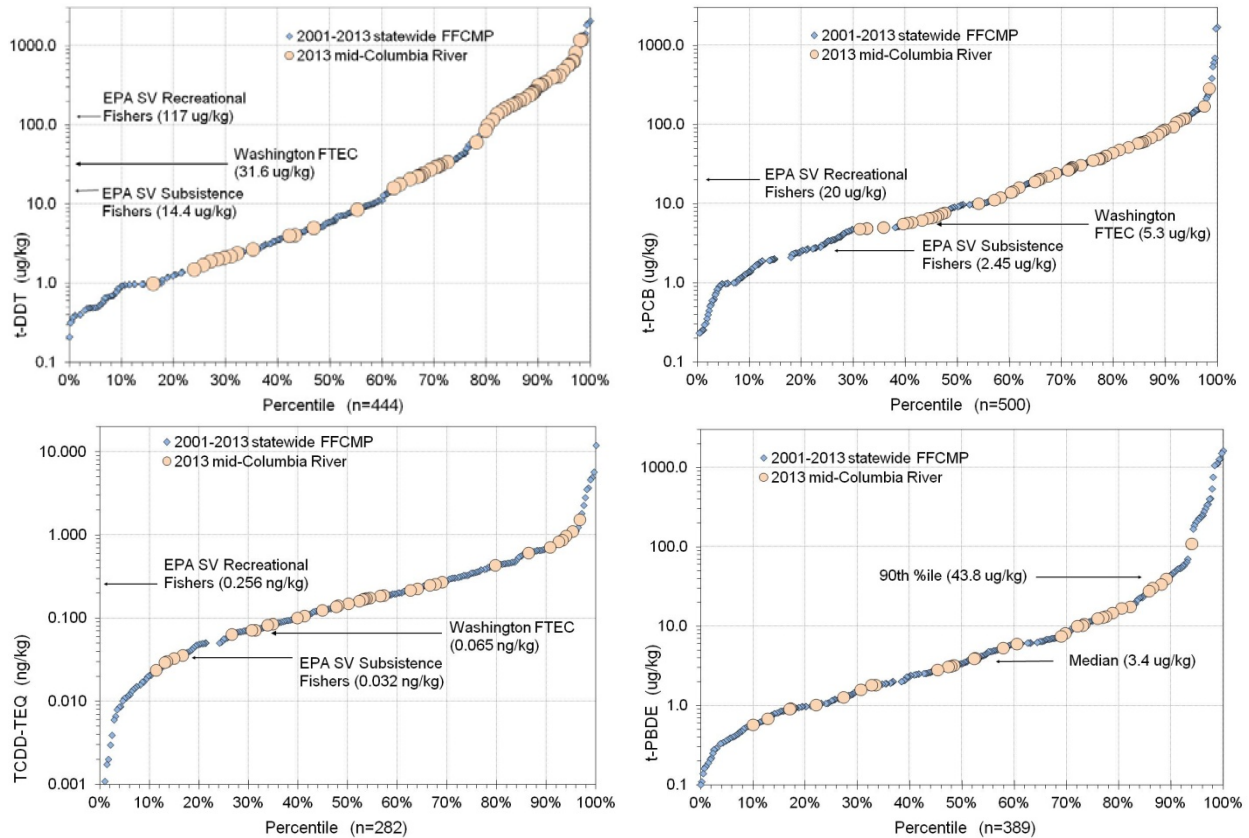 1000.0
100.0
10.0
1.0
0.1
t-DDT (ug/kg)
2001-2013 statewide FFCMP
2013 mid-Columbia River
EPA SV Recreational
Fishers (117 ug/kg)
Washington FTEC
(31.6 ug/kg)
EPA SV Subsistence
Fishers (14.4 ug/kg)
0% 10% 20% 30% 40% 50% 60% 70% 80% 90% 100%
Percentile (n=444)
1000.0
100.0
10.0
1.0
0.1
t-PCB (ug/kg)
2001-2013 statewide FFCMP
2013 mid-Columbia River
EPA SV Recreational
Fishers (20 ug/kg)
Washington
FTEC (5.3 ug/kg)
EPA SV Subsistence
Fishers (2.45 ug/kg)
0% 10% 20% 30% 40% 50% 60% 70% 80% 90% 100%
Percentile (n=500)
10.000
1.000
0.100
0.010
0.001
TCDD-TEQ (ng/kg)
2001-2013 statewide FFCMP
2013 mid-Columbia River
EPA SV Recreational
Fishers (0.256 ng/kg)
Washington FTEC
(0.065 ng/kg)
EPA SV Subsistence
Fishers (0.032 ng/kg)
0% 10% 20% 30% 40% 50% 60% 70% 80% 90% 100%
Percentile (n=282)
1000.0
100.0
10.0
1.0
0.1
t-PBDE (ug/kg)
2001-2013 statewide FFCMP
2013 mid-Columbia River
90th %ile (43.8 ug/kg)
Median (3.4 ug/kg)
0% 10% 20% 30% 40% 50% 60% 70% 80% 90% 100%
Percentile (n=389)